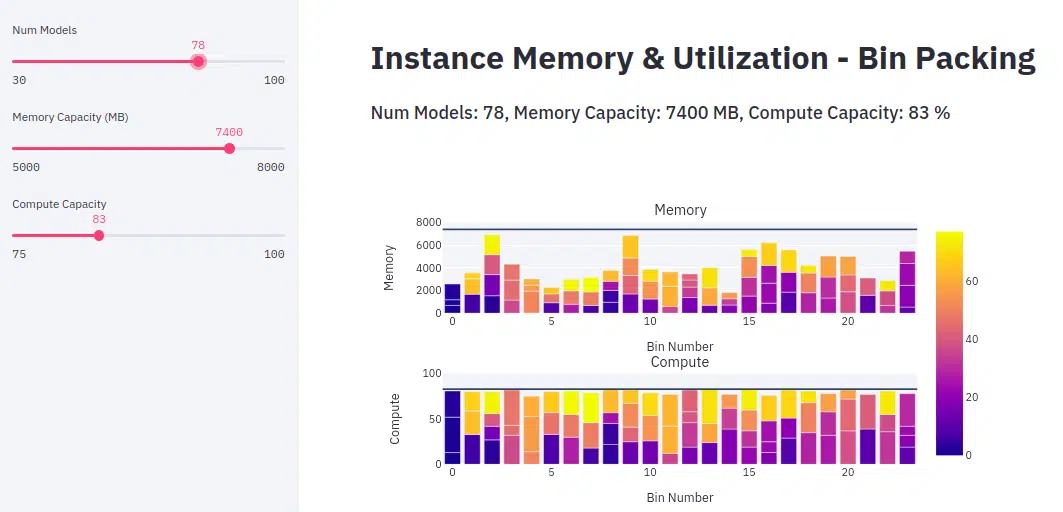 Num Models
78
30 100
Memory Capacity (MB)
7400
5000 8000
Compute Capacity
83
75 100
Instance Memory & Utilization - Bin Packing
Num Models: 78, Memory Capacity: 7400 MB, Compute Capacity: 83 %
Memory
8000
6000
4000
2000
0
Memory
0 5 10 15 20
Bin Number
Compute
100
50
0
Compute
0 5 10 15 20
Bin Number
60
40
20
0